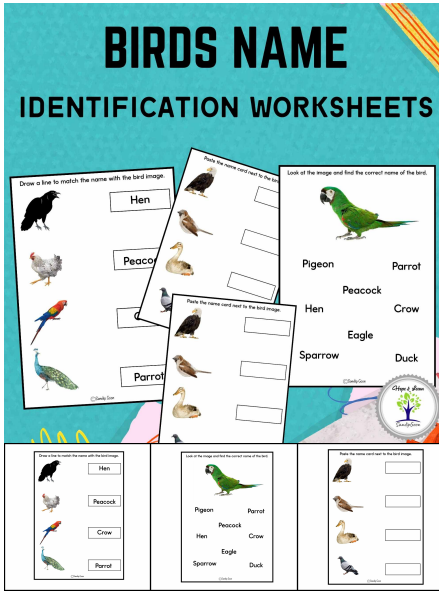 BIRDS NAME
IDENTIFICATION WORKSHEETS
Draw a line to match the name with the bird image.
Hen
Peaco
C
Parrot
Paste the name card next to the bird
Paste the name card next to the bird image.
Look at the image and find the correct name of the bird.
Pigeon
Parrot
Peacock
Hen
Crow
Eagle
Sparrow
Duck
Hope & Learn
Draw a line to match the name with the bird image.
Hen
Peacock
Crow
Parrot
Look at the image and find the correct name of the bird.
Pigeon
Parrot
Peacock
Hen
Crow
Eagle
Sparrow
Duck
Paste the name card next to the bird image.